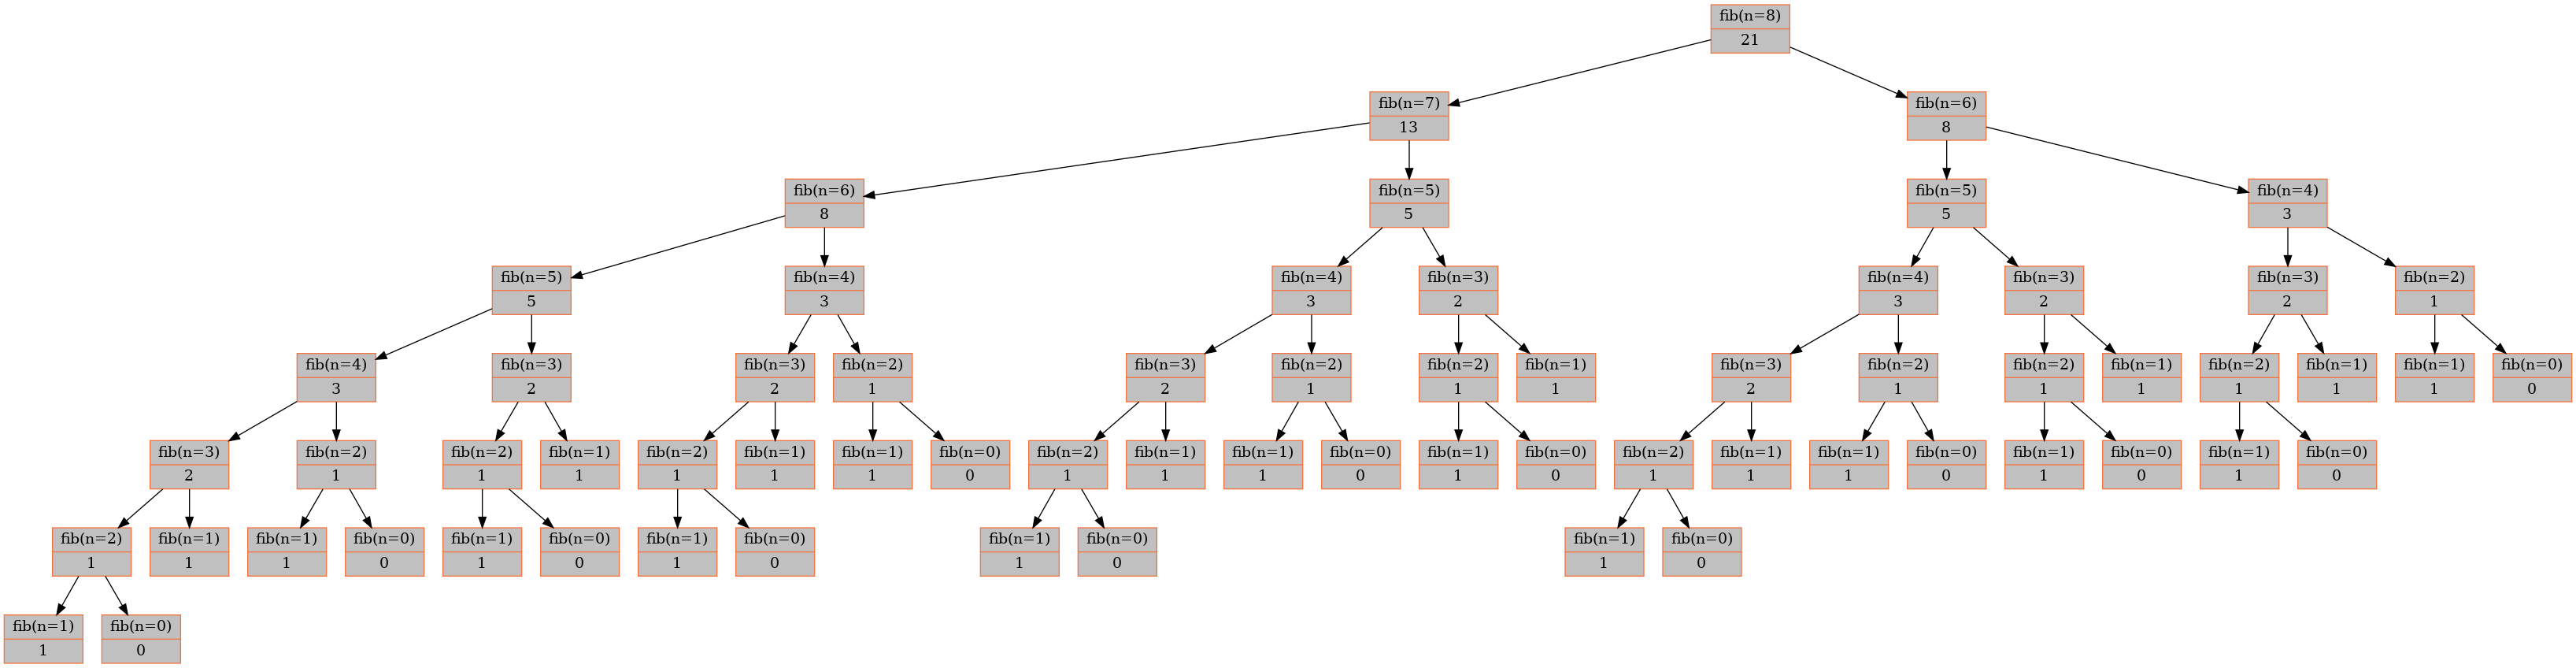 fib(n=8)
21
fib(n=7)
13
fib(n=6)
8
fib(n=6)
8
fib(n=5)
5
fib(n=5)
5
fib(n=4)
3
fib(n=5)
5
fib(n=4)
3
fib(n=4)
3
fib(n=3)
2
fib(n=4)
3
fib(n=3)
2
fib(n=3)
2
fib(n=2)
1
fib(n=4)
3
fib(n=3)
2
fib(n=3)
2
fib(n=2)
1
fib(n=3)
2
fib(n=2)
1
fib(n=2)
1
fib(n=1)
1
fib(n=3)
2
fib(n=2)
1
fib(n=2)
1
fib(n=1)
1
fib(n=2)
1
fib(n=1)
1
fib(n=1)
1
fib(n=0)
0
fib(n=3)
2
fib(n=2)
1
fib(n=2)
1
fib(n=1)
1
fib(n=2)
1
fib(n=1)
1
fib(n=1)
1
fib(n=0)
0
fib(n=2)
1
fib(n=1)
1
fib(n=1)
1
fib(n=0)
0
fib(n=1)
1
fib(n=0)
0
fib(n=2)
1
fib(n=1)
1
fib(n=1)
1
fib(n=0)
0
fib(n=1)
1
fib(n=0)
0
fib(n=1)
1
fib(n=0)
0
fib(n=2)
1
fib(n=1)
1
fib(n=1)
1
fib(n=0)
0
fib(n=1)
1
fib(n=0)
0
fib(n=1)
1
fib(n=0)
0
fib(n=1)
1
fib(n=0)
0
fib(n=1)
1
fib(n=0)
0
fib(n=1)
1
fib(n=0)
0